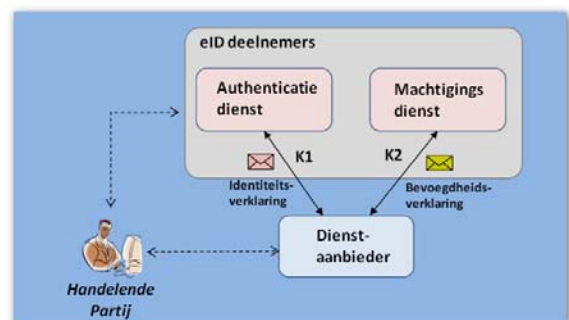 eID deelnemers
Authenticatie
dienst
Machtigings
dienst
K1
K2
Identiteits-
verklaring
Bevoegdheids-
verklaring
Dienst-
aanbieder
Handelende
Partij